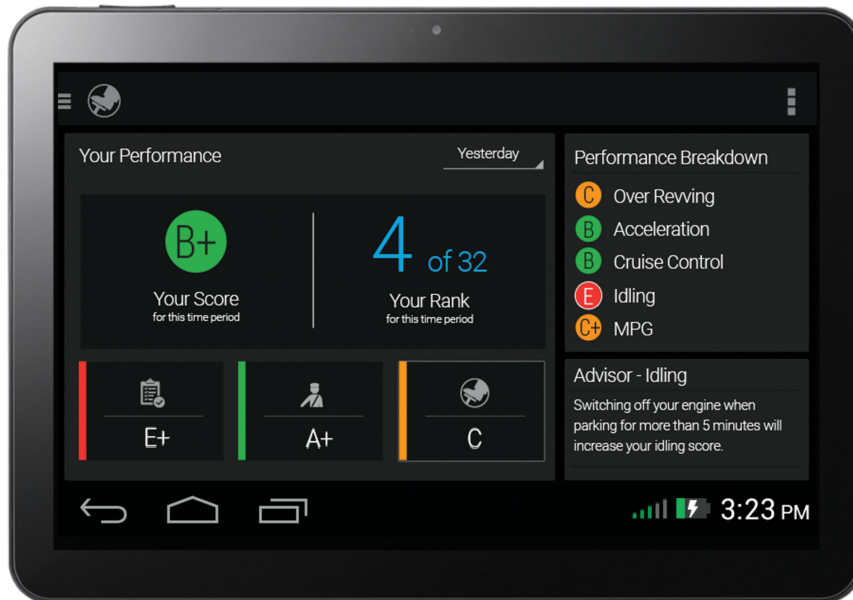 Your Performance
Yesterday
B+
Your Score
for this time period
4 of 32
Your Rank
for this time period
E+
A+
C
Performance Breakdown
C Over Revving
B Acceleration
B Cruise Control
E Idling
C+ MPG
Advisor - Idling
Switching off your engine when
parking for more than 5 minutes will
increase your idling score.
3:23 PM